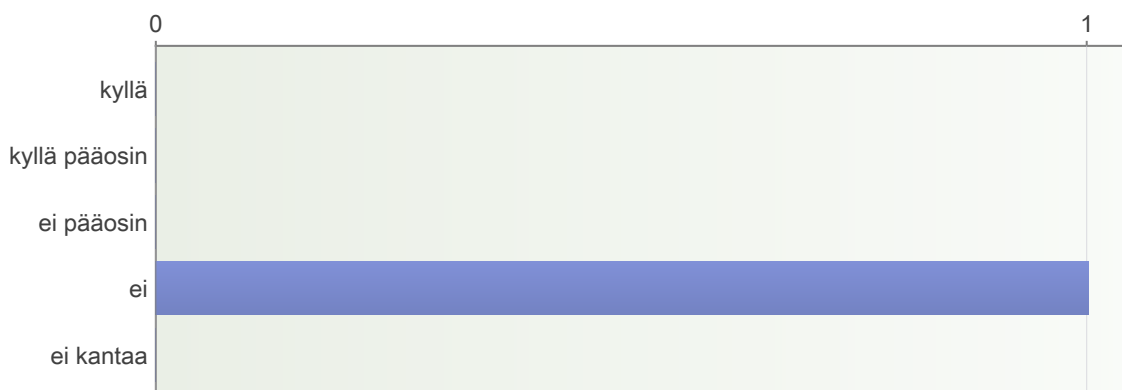 0 1
kyllä
kyllä pääosin
ei pääosin
ei
ei kantaa